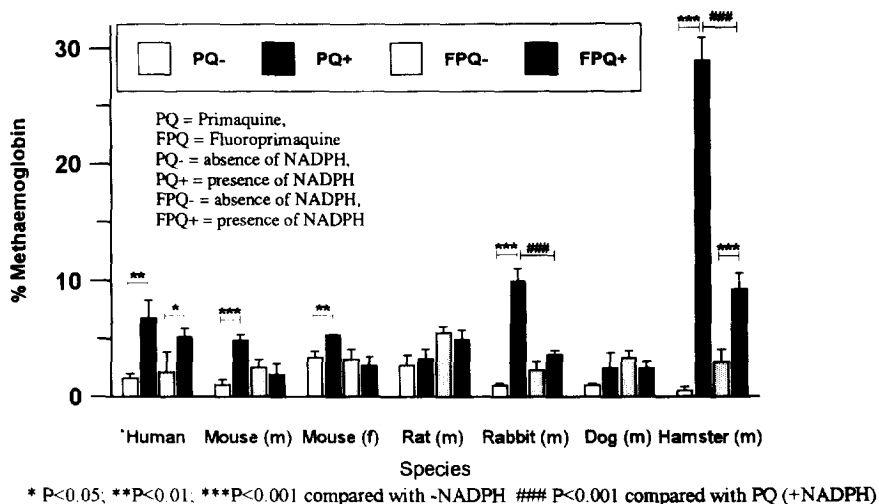 *** ###
30
PQ- PQ+ FPQ- FPQ+
PQ = Primaquine,
FPQ = Fluoroprimaquine
PQ- = absence of NADPH,
PQ+ = presence of NADPH
FPQ- = absence of NADPH,
FPQ+ = presence of NADPH
20
% Methaemoglobin
*** ###
***
10
** * *** **
0
*Human Mouse (m) Mouse (f) Rat (m) Rabbit (m) Dog (m) Hamster (m)
Species
* P<0.05; **P<0.01; ***P<0.001 compared with -NADPH ### P<0.001 compared with PQ (+NADPH)